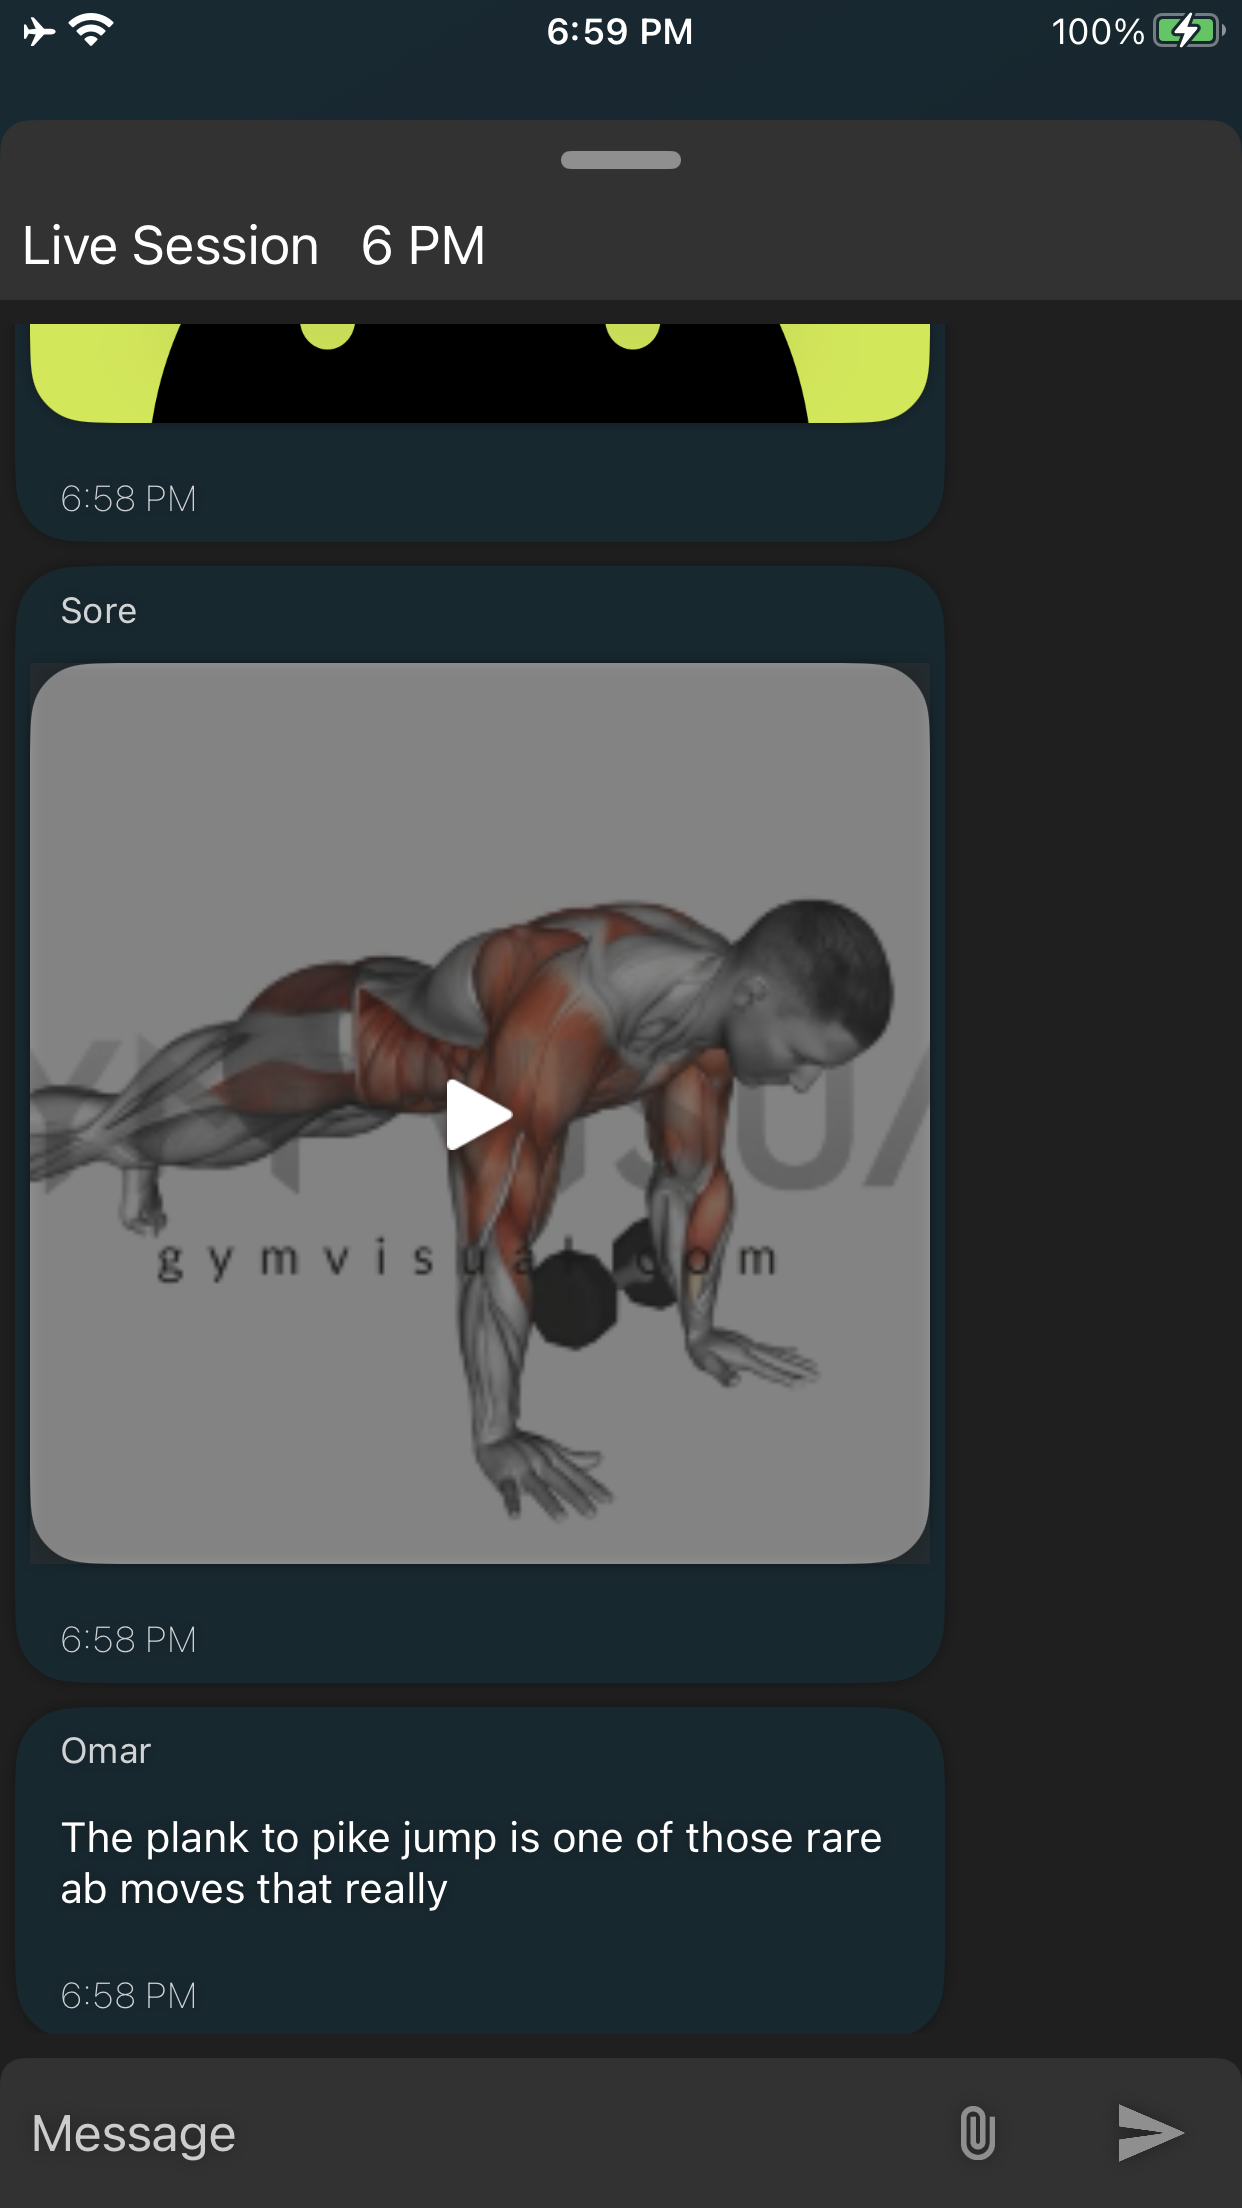 6:59 PM
100%
Live Session 6 PM
6:58 PM
Sore
gymvisual.com
6:58 PM
Omar
The plank to pike jump is one of those rare
ab moves that really
6:58 PM
Message